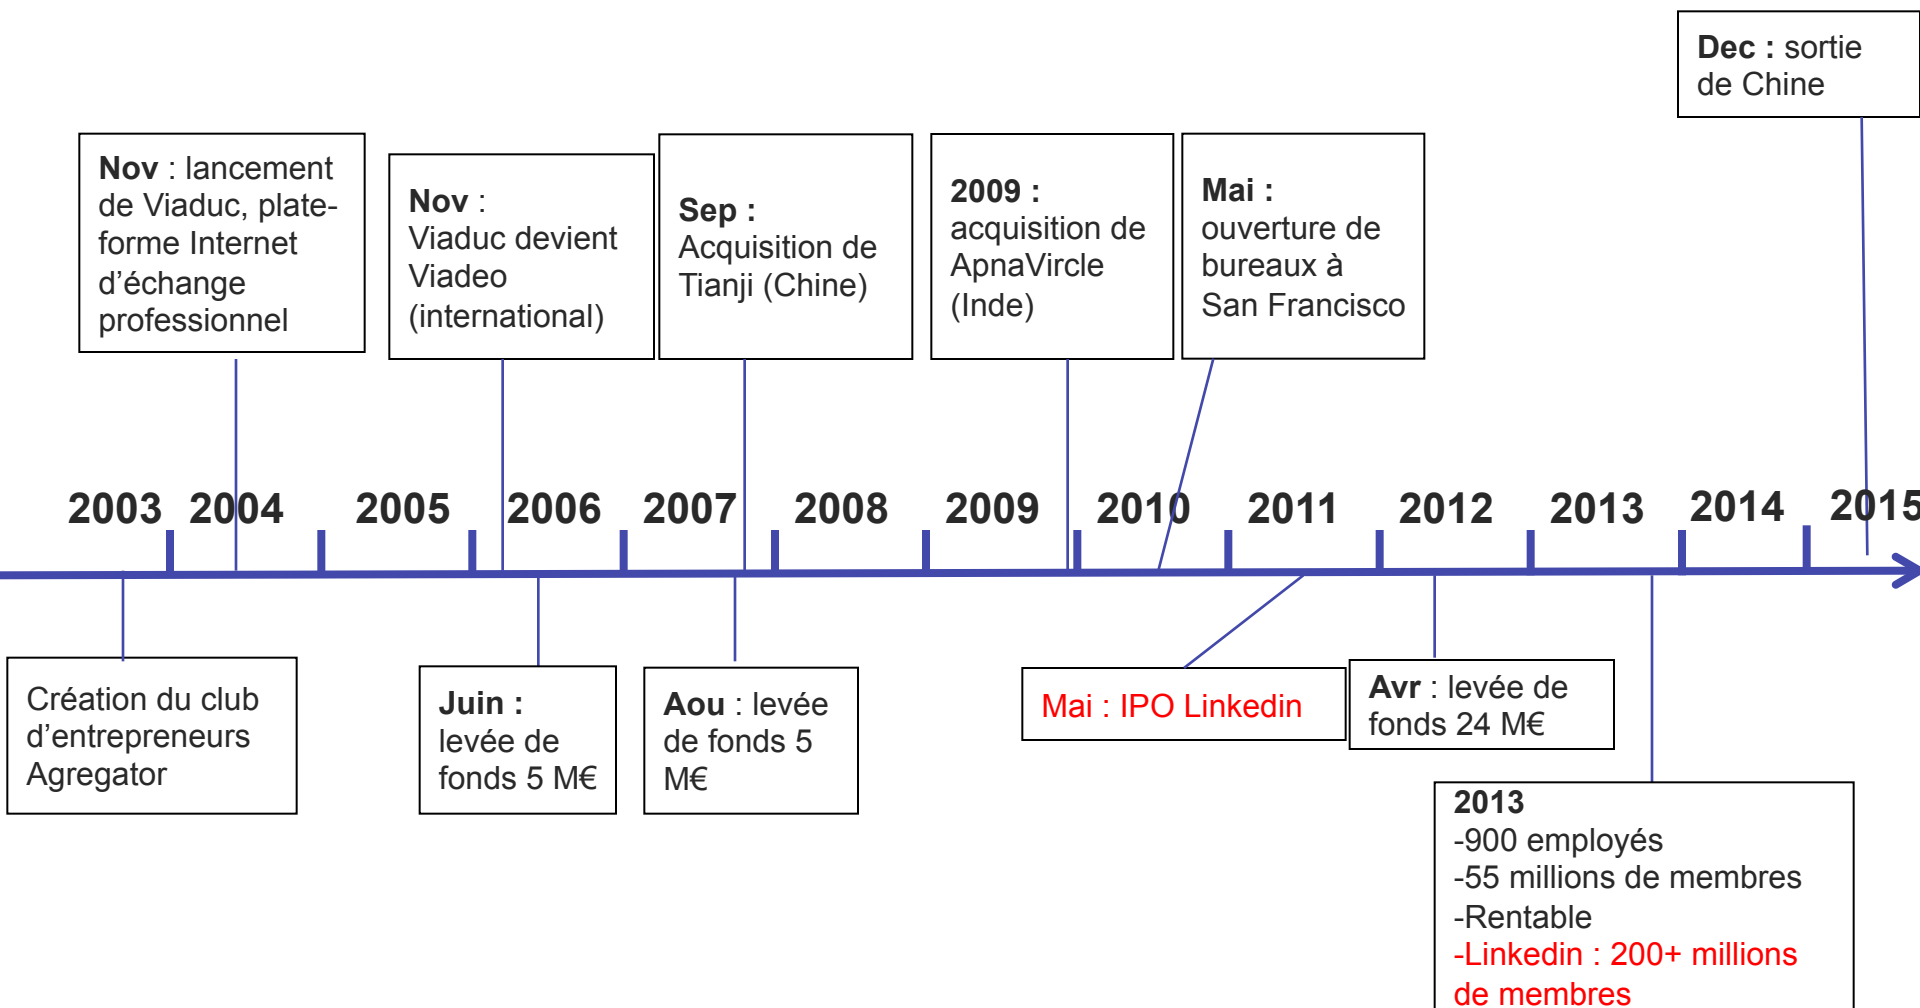 Dec : sortie
de Chine
Nov : lancement
de Viaduc, plate-
forme Internet
d’échange
professionnel
Nov :
Viaduc devient
Viadeo
(international)
Sep :
Acquisition de
Tianji (Chine)
2009 :
acquisition de
ApnaVircle
(Inde)
Mai :
ouverture de
bureaux à
San Francisco
2003 2004 2005 2006 2007 2008 2009 2010 2011 2012 2013 2014 2015
Création du club
d’entrepreneurs
Agregator
Juin :
levée de
fonds 5 M€
Aou : levée
de fonds 5
M€
Mai : IPO Linkedin
Avr : levée de
fonds 24 M€
2013
-900 employés
-55 millions de membres
-Rentable
-Linkedin : 200+ millions
de membres